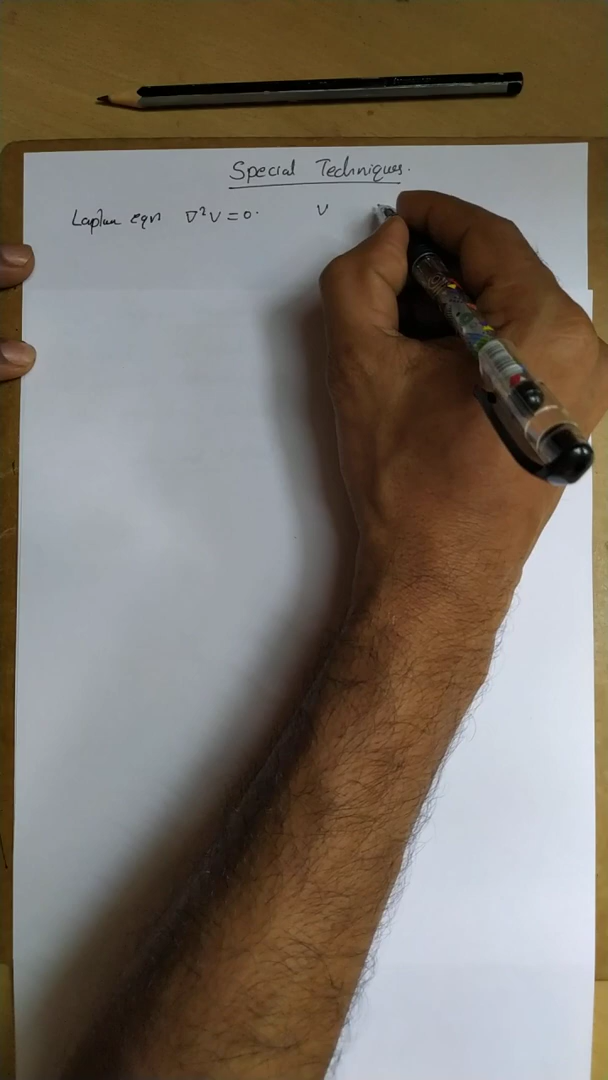 Special Techniques.
Laplace eqn ∇²V = 0. V